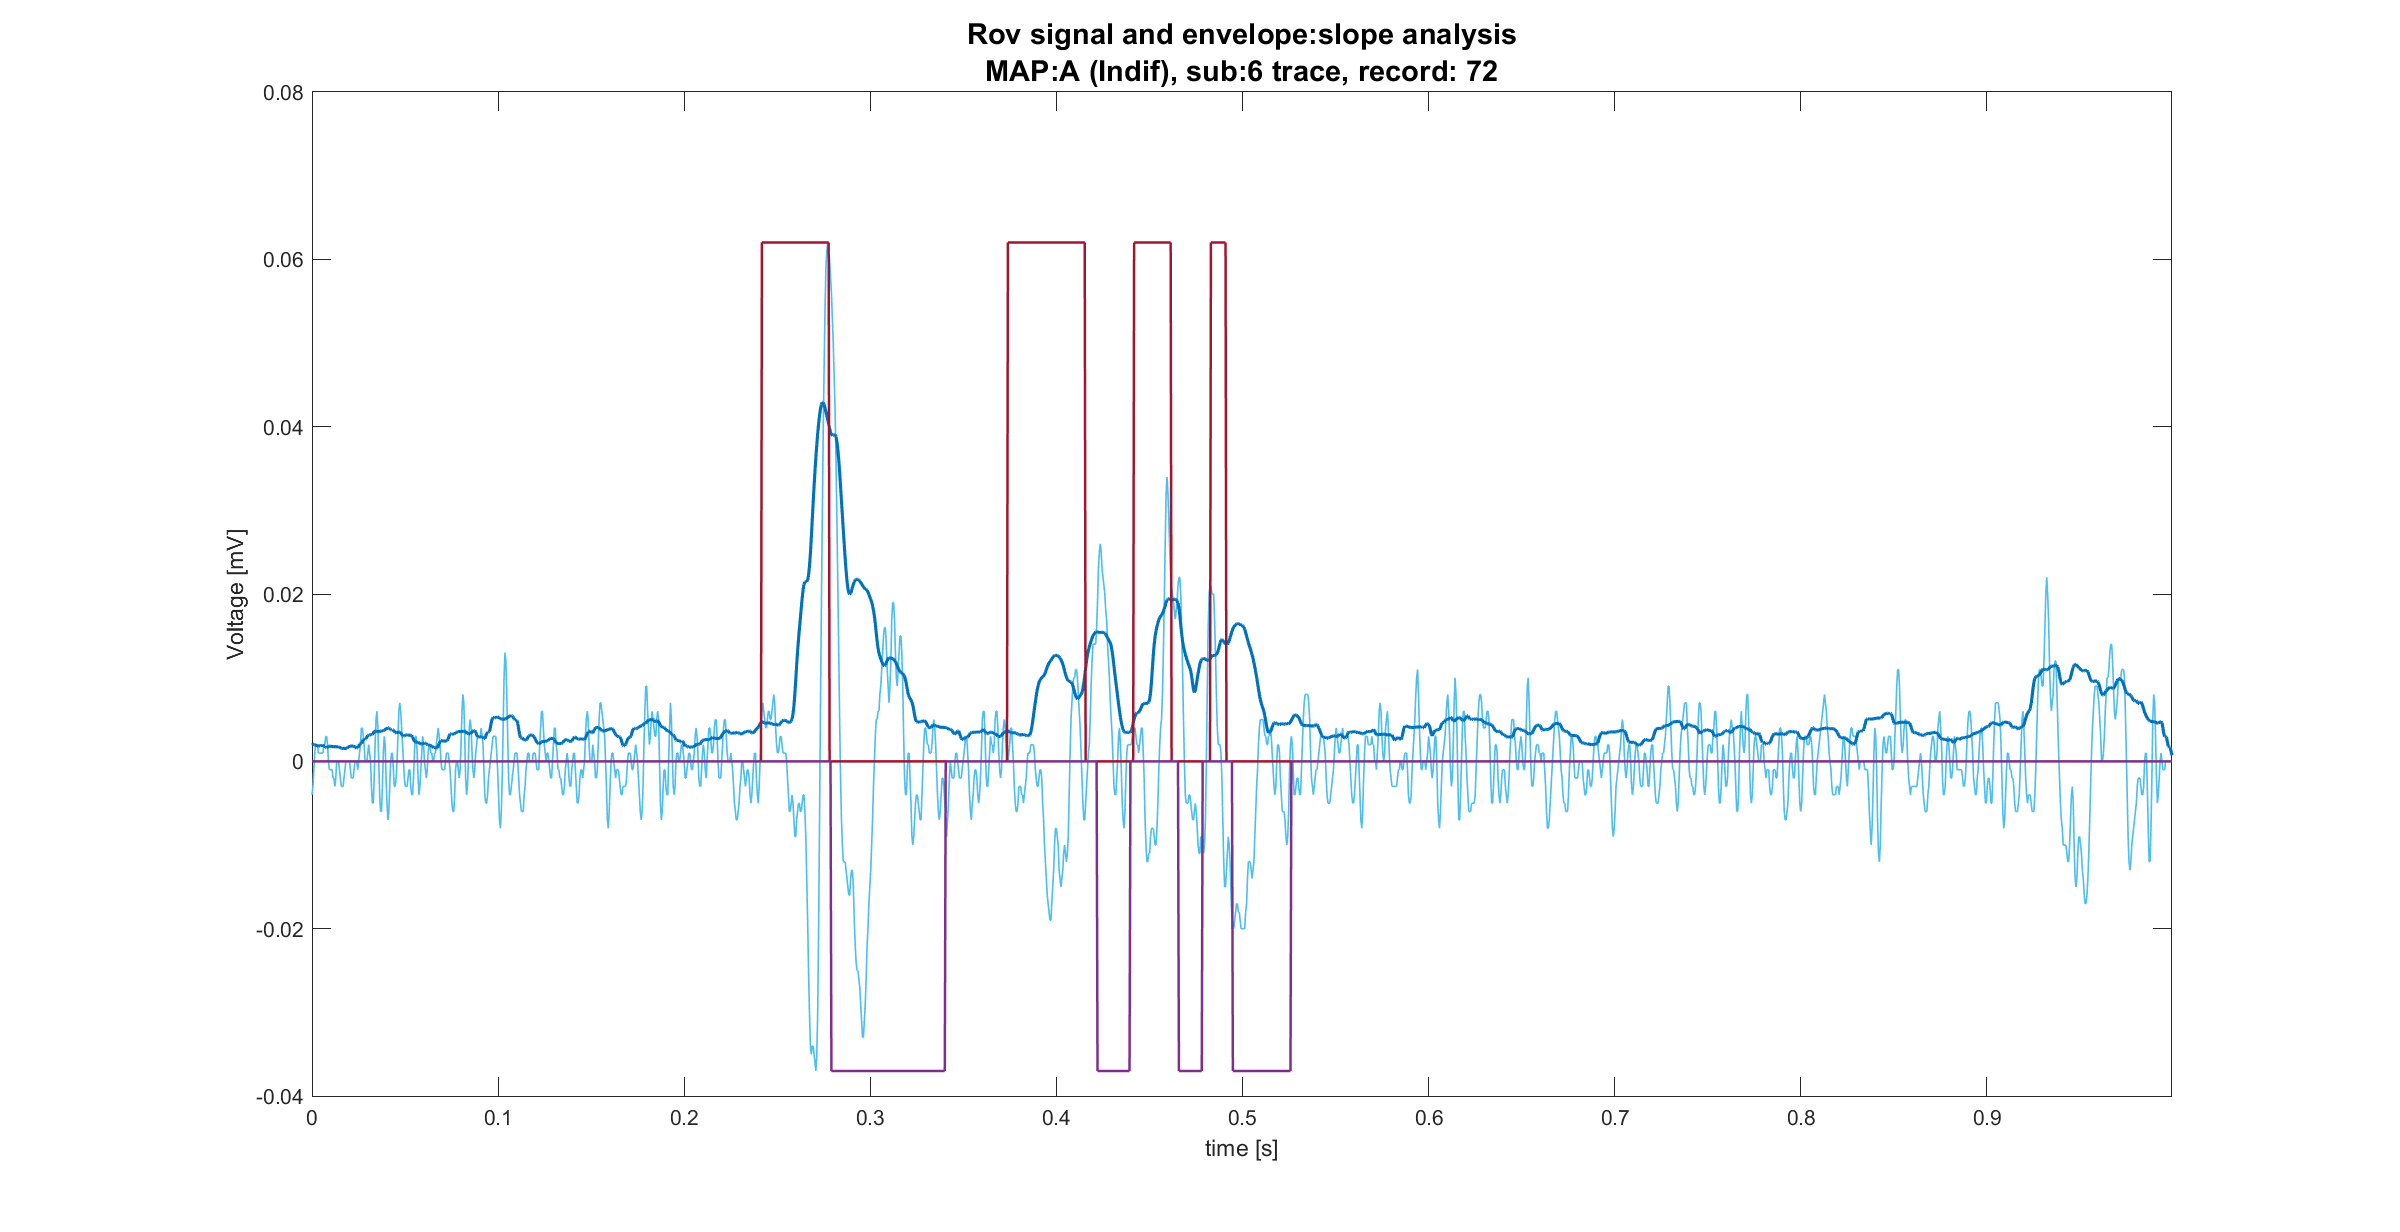 Rov signal and envelope:slope analysis
MAP:A (Indif), sub:6 trace, record: 72
0.08
0.06
0.04
0.02
0
-0.02
-0.04
Voltage [mV]
0 0.1 0.2 0.3 0.4 0.5 0.6 0.7 0.8 0.9
time [s]